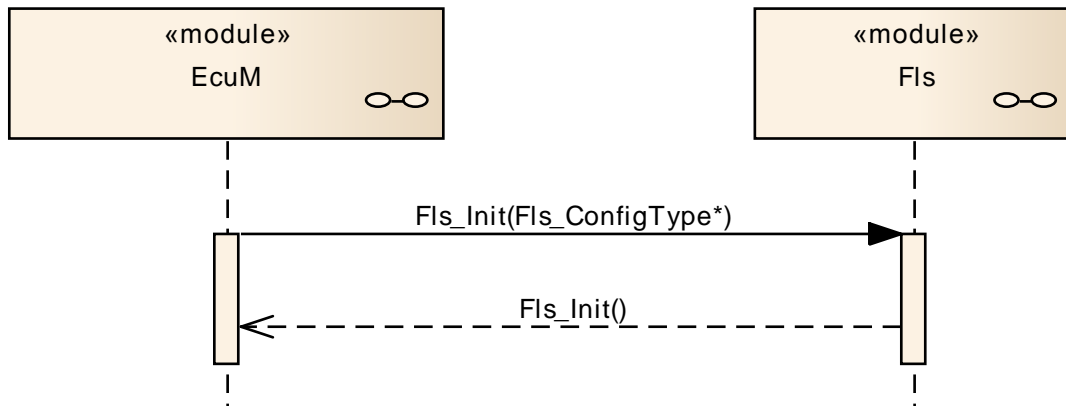 «module»
EcuM
«module»
Fls
Fls_Init(Fls_ConfigType*)
Fls_Init()